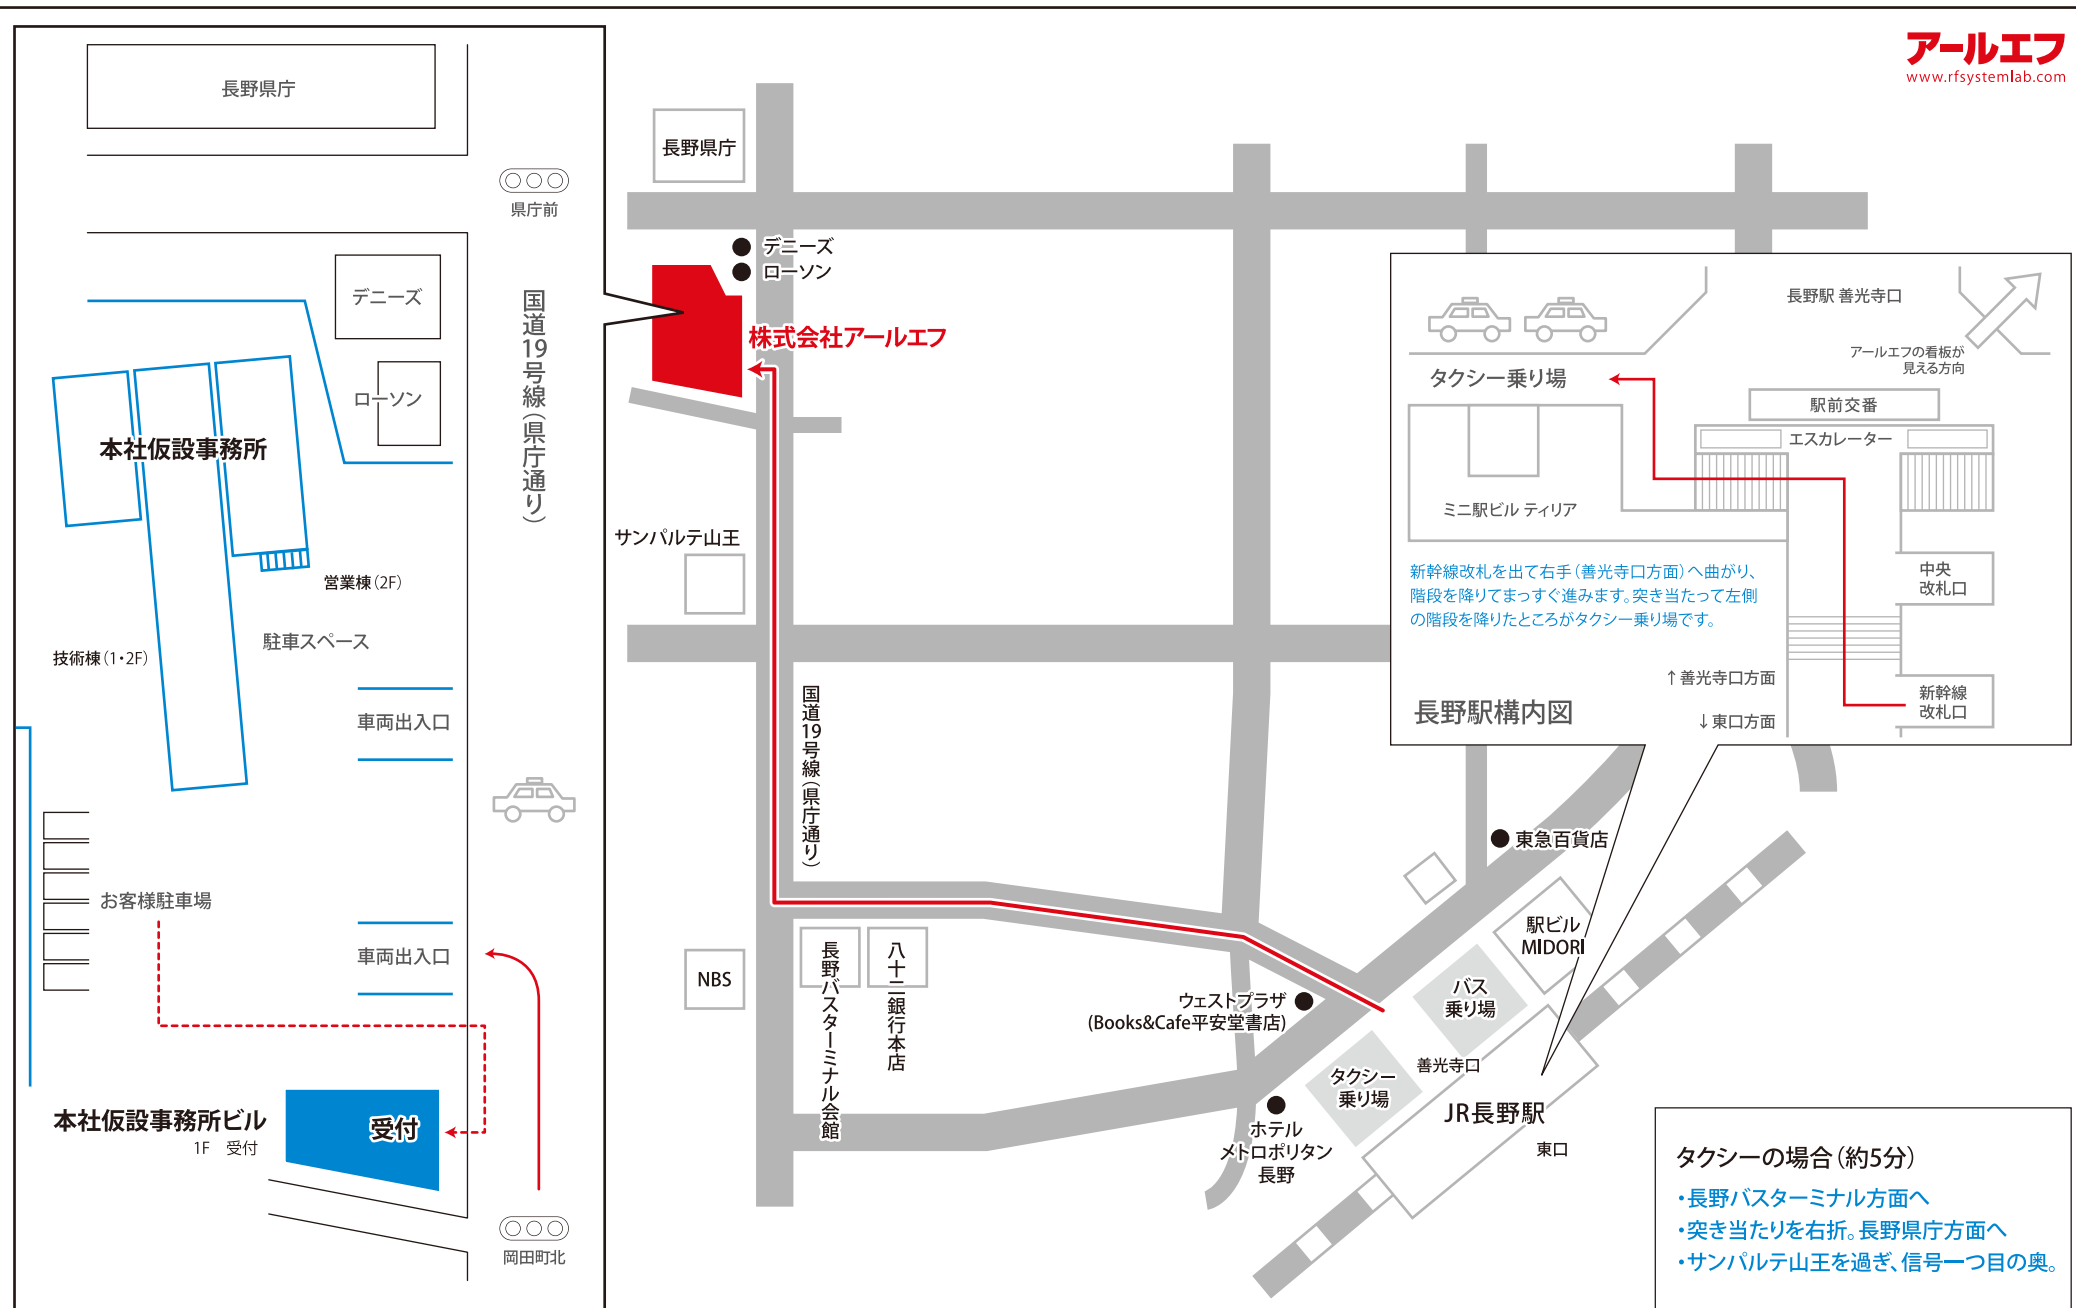 アールエフ
www.rfsystemlab.com
長野県庁
県庁前
デニーズ
ローソン
国道19号線(県庁通り)
本社仮設事務所
営業棟(2F)
駐車スペース
技術棟(1・2F)
車両出入口
お客様駐車場
車両出入口
本社仮設事務所ビル
1F 受付
受付
岡田町北
長野県庁
デニーズ
ローソン
株式会社アールエフ
サンパルテ山王
国道19号線(県庁通り)
NBS
長野バスターミナル会館
八十二銀行本店
ウェストプラザ
(Books&Cafe平安堂書店)
ホテル
メトロポリタン
長野
タクシー
乗り場
バス
乗り場
善光寺口
JR長野駅
東口
駅ビル
MIDORI
東急百貨店
長野駅 善光寺口
アールエフの看板が
見える方向
タクシー乗り場
駅前交番
エスカレーター
ミニ駅ビル ティリア
中央
改札口
新幹線改札を出て右手(善光寺口方面)へ曲がり、
階段を降りてまっすぐ進みます。突き当たって左側
の階段を降りたところがタクシー乗り場です。
↑善光寺口方面
↓東口方面
新幹線
改札口
長野駅構内図
タクシーの場合(約5分)
・長野バスターミナル方面へ
・突き当たりを右折。長野県庁方面へ
・サンパルテ山王を過ぎ、信号一つ目の奥。